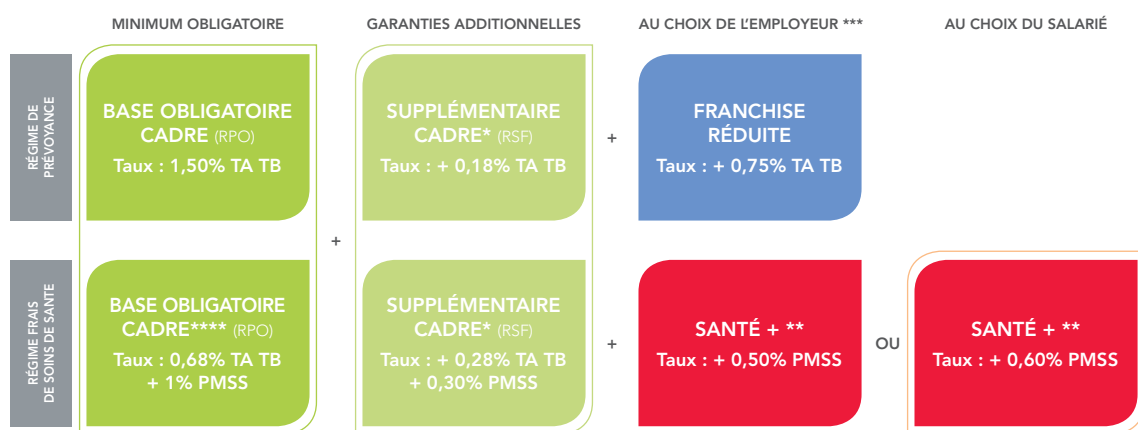 MINIMUM OBLIGATOIRE
GARANTIES ADDITIONNELLES
AU CHOIX DE L'EMPLOYEUR ***
AU CHOIX DU SALARIÉ
RÉGIME DE
PRÉVOYANCE
BASE OBLIGATOIRE
CADRE (RPO)
Taux : 1,50% TA TB
SUPPLÉMENTAIRE
CADRE* (RSF)
Taux : + 0,18% TA TB
+
FRANCHISE
RÉDUITE
Taux : + 0,75% TA TB
+
RÉGIME FRAIS
DE SOINS DE SANTE
BASE OBLIGATOIRE
CADRE**** (RPO)
Taux : 0,68% TA TB
+ 1% PMSS
SUPPLÉMENTAIRE
CADRE* (RSF)
Taux : + 0,28% TA TB
+ 0,30% PMSS
+
SANTÉ + **
Taux : + 0,50% PMSS
OU
SANTÉ + **
Taux : + 0,60% PMSS